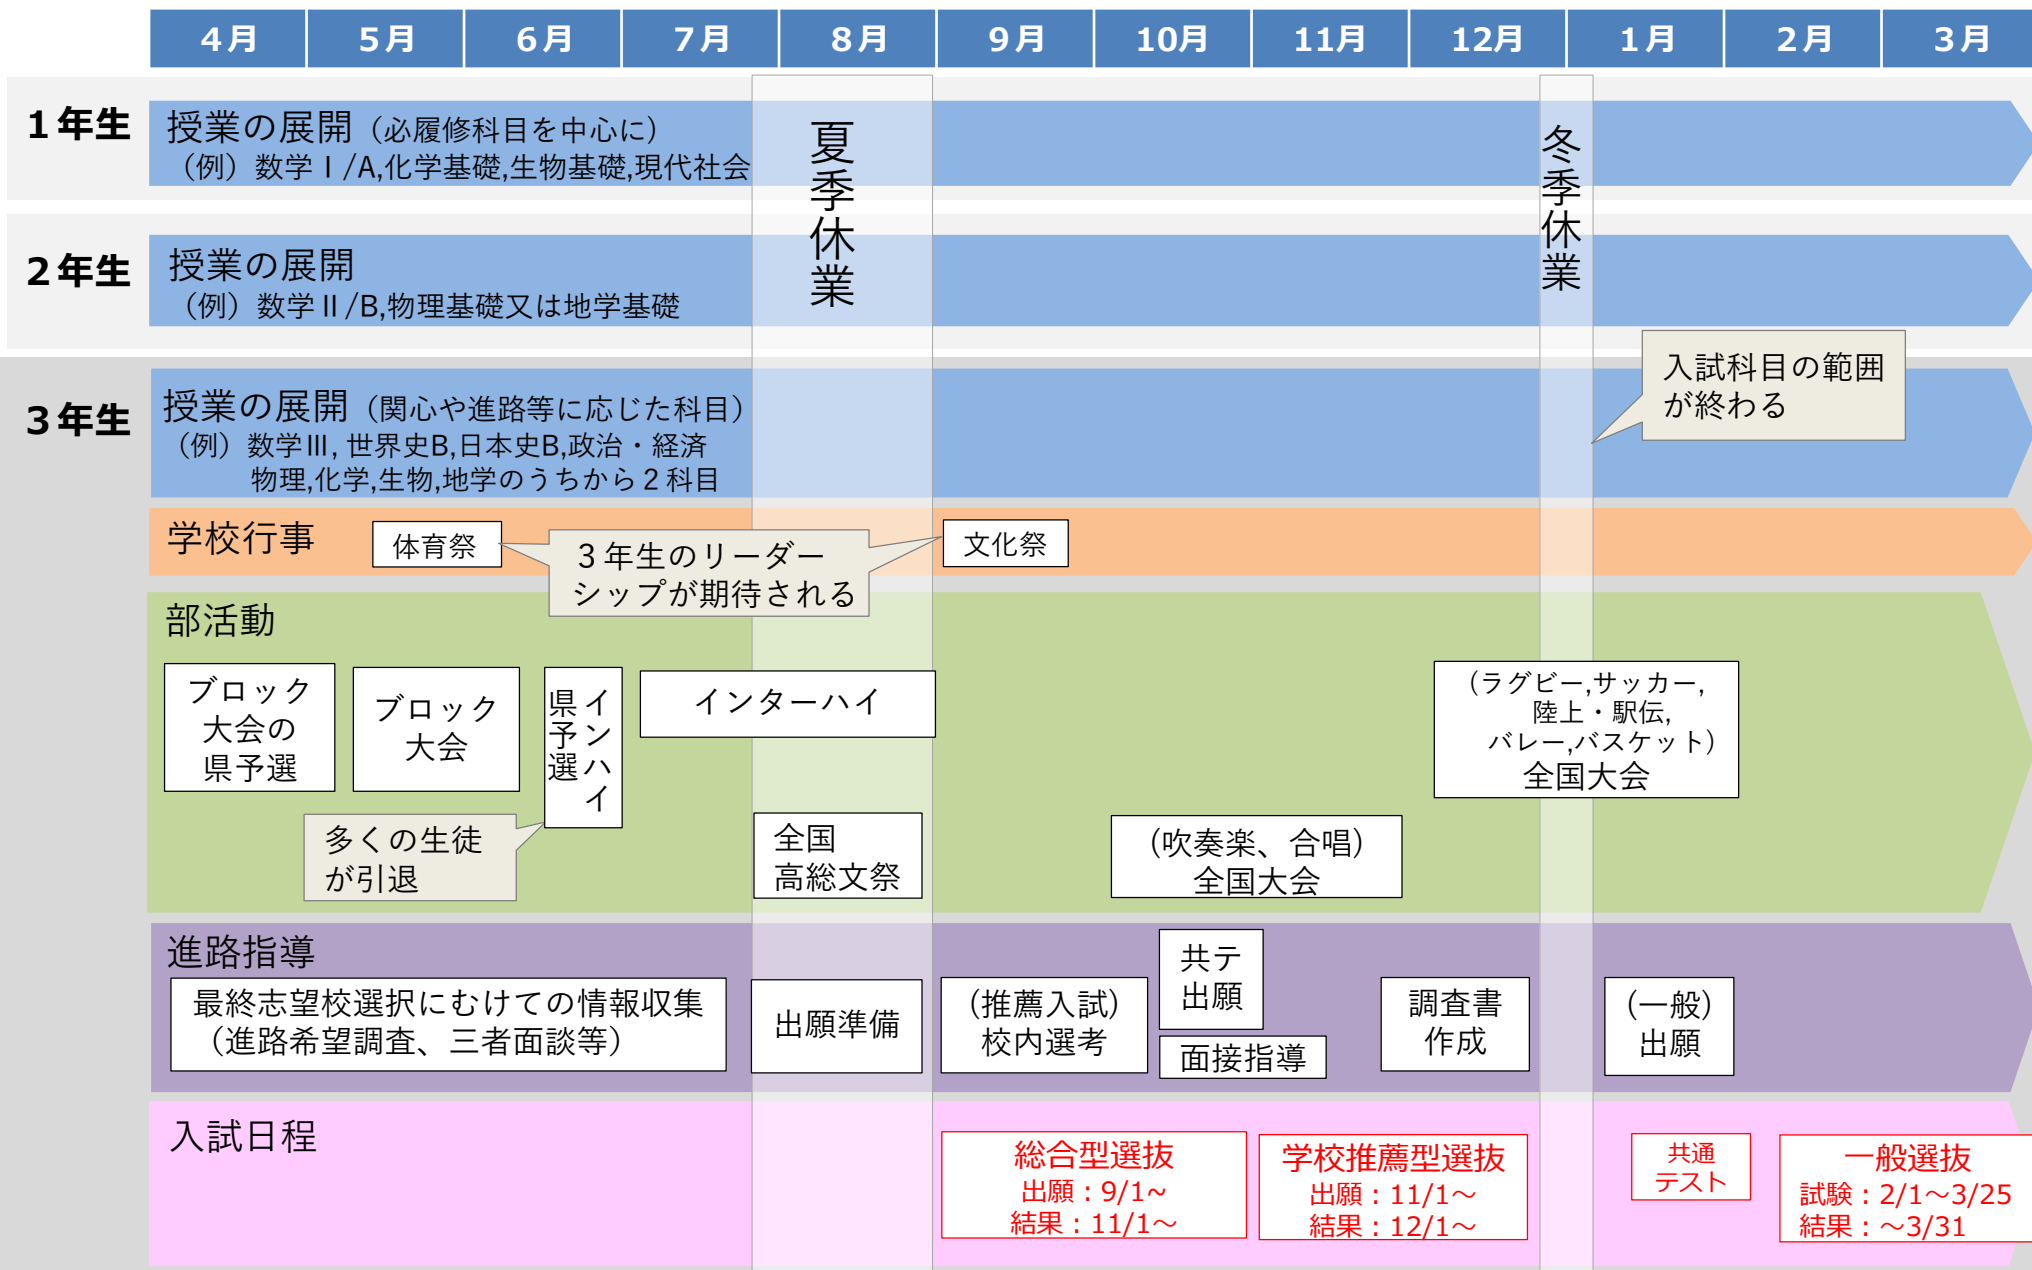 4月 5月 6月 7月 8月 9月 10月 11月 12月 1月 2月 3月
1年生
授業の展開（必履修科目を中心に）
（例）数学Ⅰ/A,化学基礎,生物基礎,現代社会
夏季休業
冬季休業
2年生
授業の展開
（例）数学Ⅱ/B,物理基礎又は地学基礎
入試科目の範囲
が終わる
3年生
授業の展開（関心や進路等に応じた科目）
（例）数学Ⅲ, 世界史B,日本史B,政治・経済
物理,化学,生物,地学のうちから２科目
学校行事
体育祭
３年生のリーダー
シップが期待される
文化祭
部活動
ブロック
大会の
県予選
ブロック
大会
インハイ
県予選
インターハイ
（ラグビー,サッカー,
陸上・駅伝,
バレー,バスケット）
全国大会
多くの生徒
が引退
全国
高総文祭
（吹奏楽、合唱）
全国大会
進路指導
最終志望校選択にむけての情報収集
（進路希望調査、三者面談等）
出願準備
（推薦入試）
校内選考
共テ
出願
面接指導
調査書
作成
（一般）
出願
入試日程
総合型選抜
出願：9/1~
結果：11/1～
学校推薦型選抜
出願：11/1～
結果：12/1～
共通
テスト
一般選抜
試験：2/1～3/25
結果：～3/31